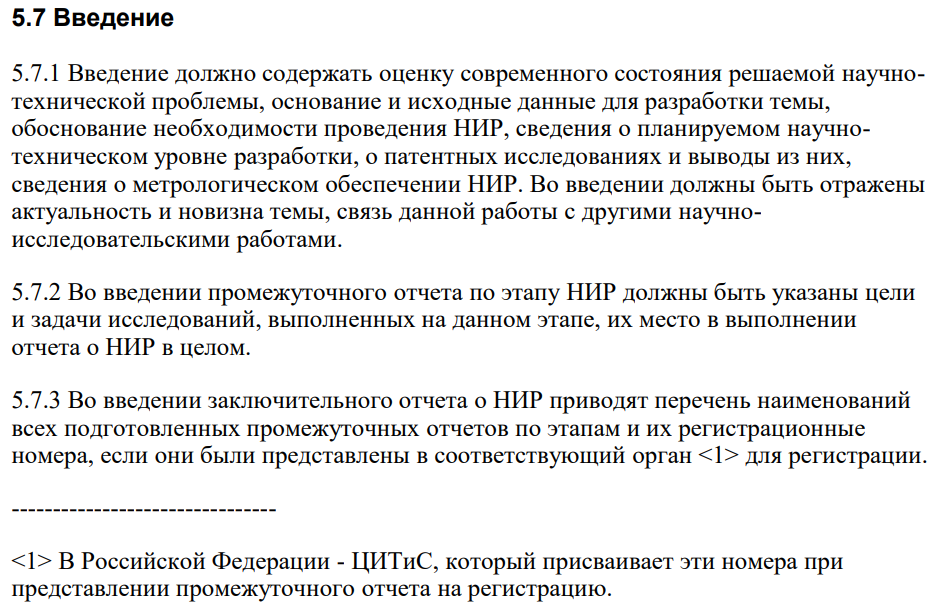 5.7 Введение
5.7.1 Введение должно содержать оценку современного состояния решаемой научно-
технической проблемы, основание и исходные данные для разработки темы,
обоснование необходимости проведения НИР, сведения о планируемом научно-
техническом уровне разработки, о патентных исследованиях и выводы из них,
сведения о метрологическом обеспечении НИР. Во введении должны быть отражены
актуальность и новизна темы, связь данной работы с другими научно-
исследовательскими работами.
5.7.2 Во введении промежуточного отчета по этапу НИР должны быть указаны цели
и задачи исследований, выполненных на данном этапе, их место в выполнении
отчета о НИР в целом.
5.7.3 Во введении заключительного отчета о НИР приводят перечень наименований
всех подготовленных промежуточных отчетов по этапам и их регистрационные
номера, если они были представлены в соответствующий орган <1> для регистрации.
--------------------------------
<1> В Российской Федерации - ЦИТиС, который присваивает эти номера при
представлении промежуточного отчета на регистрацию.